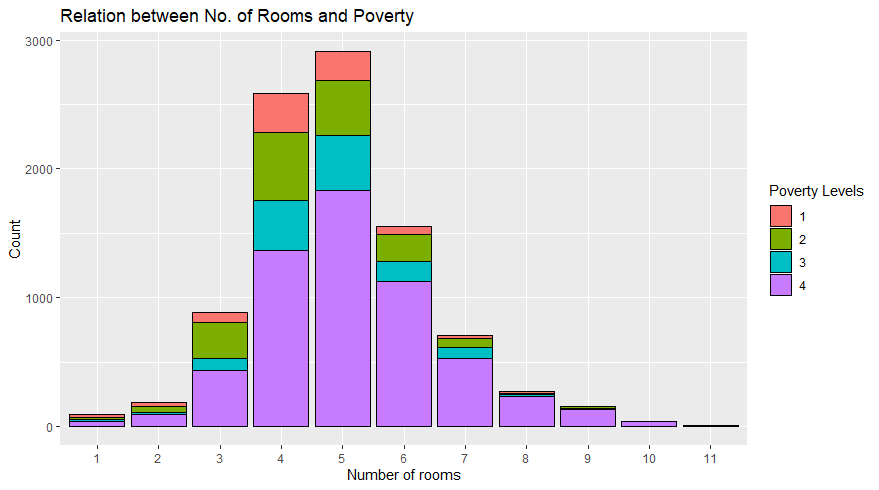 Relation between No. of Rooms and Poverty
3000
2000
1000
0
Count
1 2 3 4 5 6 7 8 9 10 11
Number of rooms
Poverty Levels
1
2
3
4